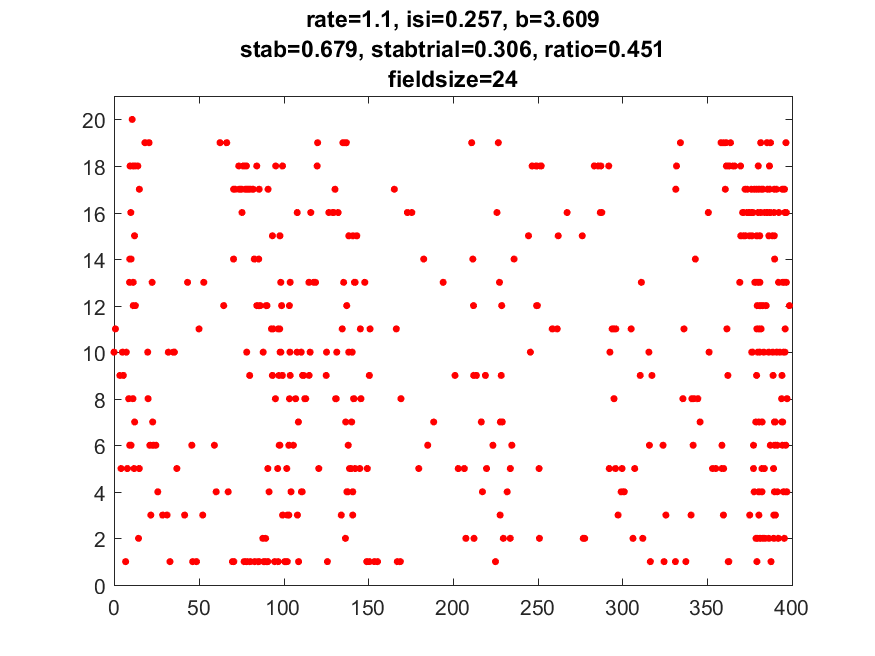 rate=1.1, isi=0.257, b=3.609
stab=0.679, stabtrial=0.306, ratio=0.451
fieldsize=24
20
18
16
14
12
10
8
6
4
2
0
0 50 100 150 200 250 300 350 400